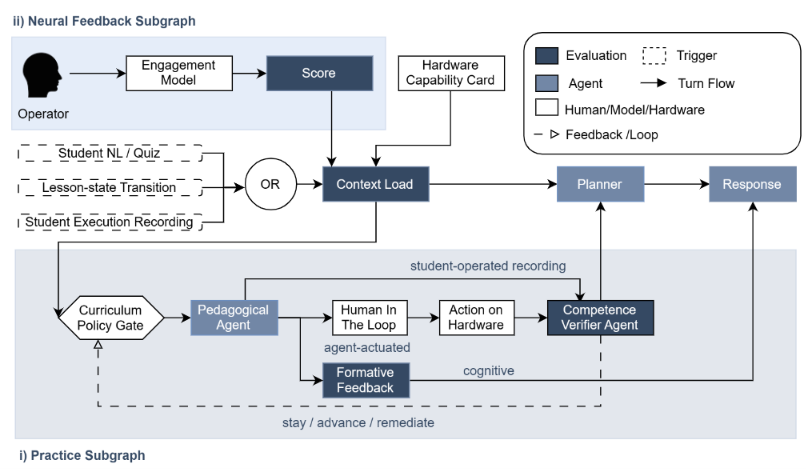 ii) Neural Feedback Subgraph
Operator
Engagement
Model
Score
Hardware
Capability Card
Evaluation
Trigger
Agent
Turn Flow
Human/Model/Hardware
Feedback /Loop
Student NL / Quiz
Lesson-state Transition
Student Execution Recording
OR
Context Load
Planner
Response
student-operated recording
Curriculum
Policy Gate
Pedagogical
Agent
Human In
The Loop
Action on
Hardware
Competence
Verifier Agent
agent-actuated
Formative
Feedback
cognitive
stay / advance / remediate
i) Practice Subgraph